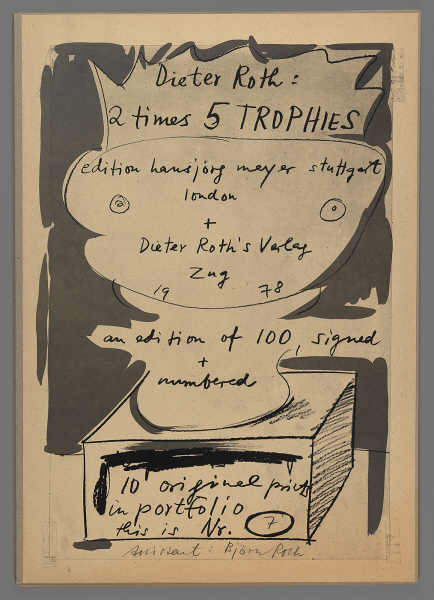 Dieter Roth:
2 times 5 TROPHIES
edition hansjörg meyer stuttgart
london
+
Dieter Roth's Verlag
Zug
19 78
an edition of 100, signed
+
numbered
10 original prints
in portfolio
this is Nr. 7
Assistant: Björn Roth.